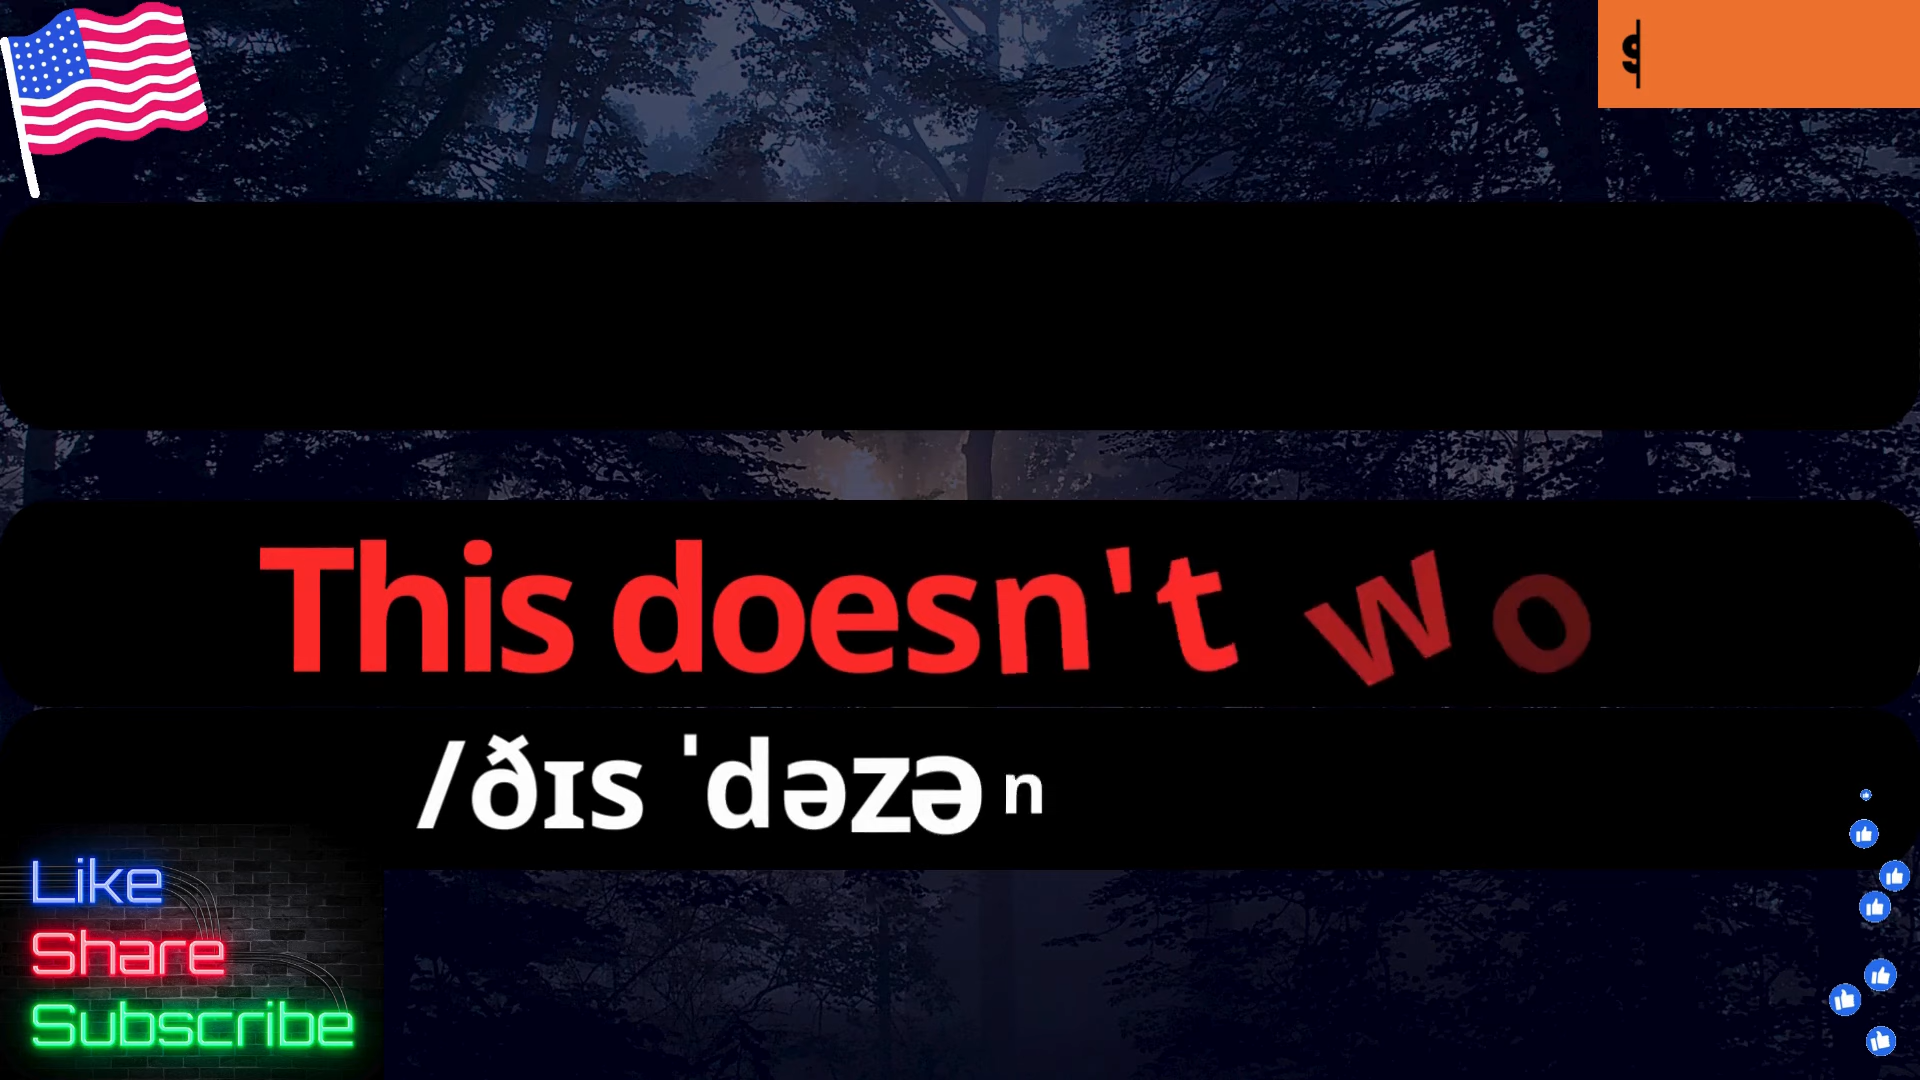 This doesn't wo
/ðɪs ˈdəzən
Like
Share
Subscribe